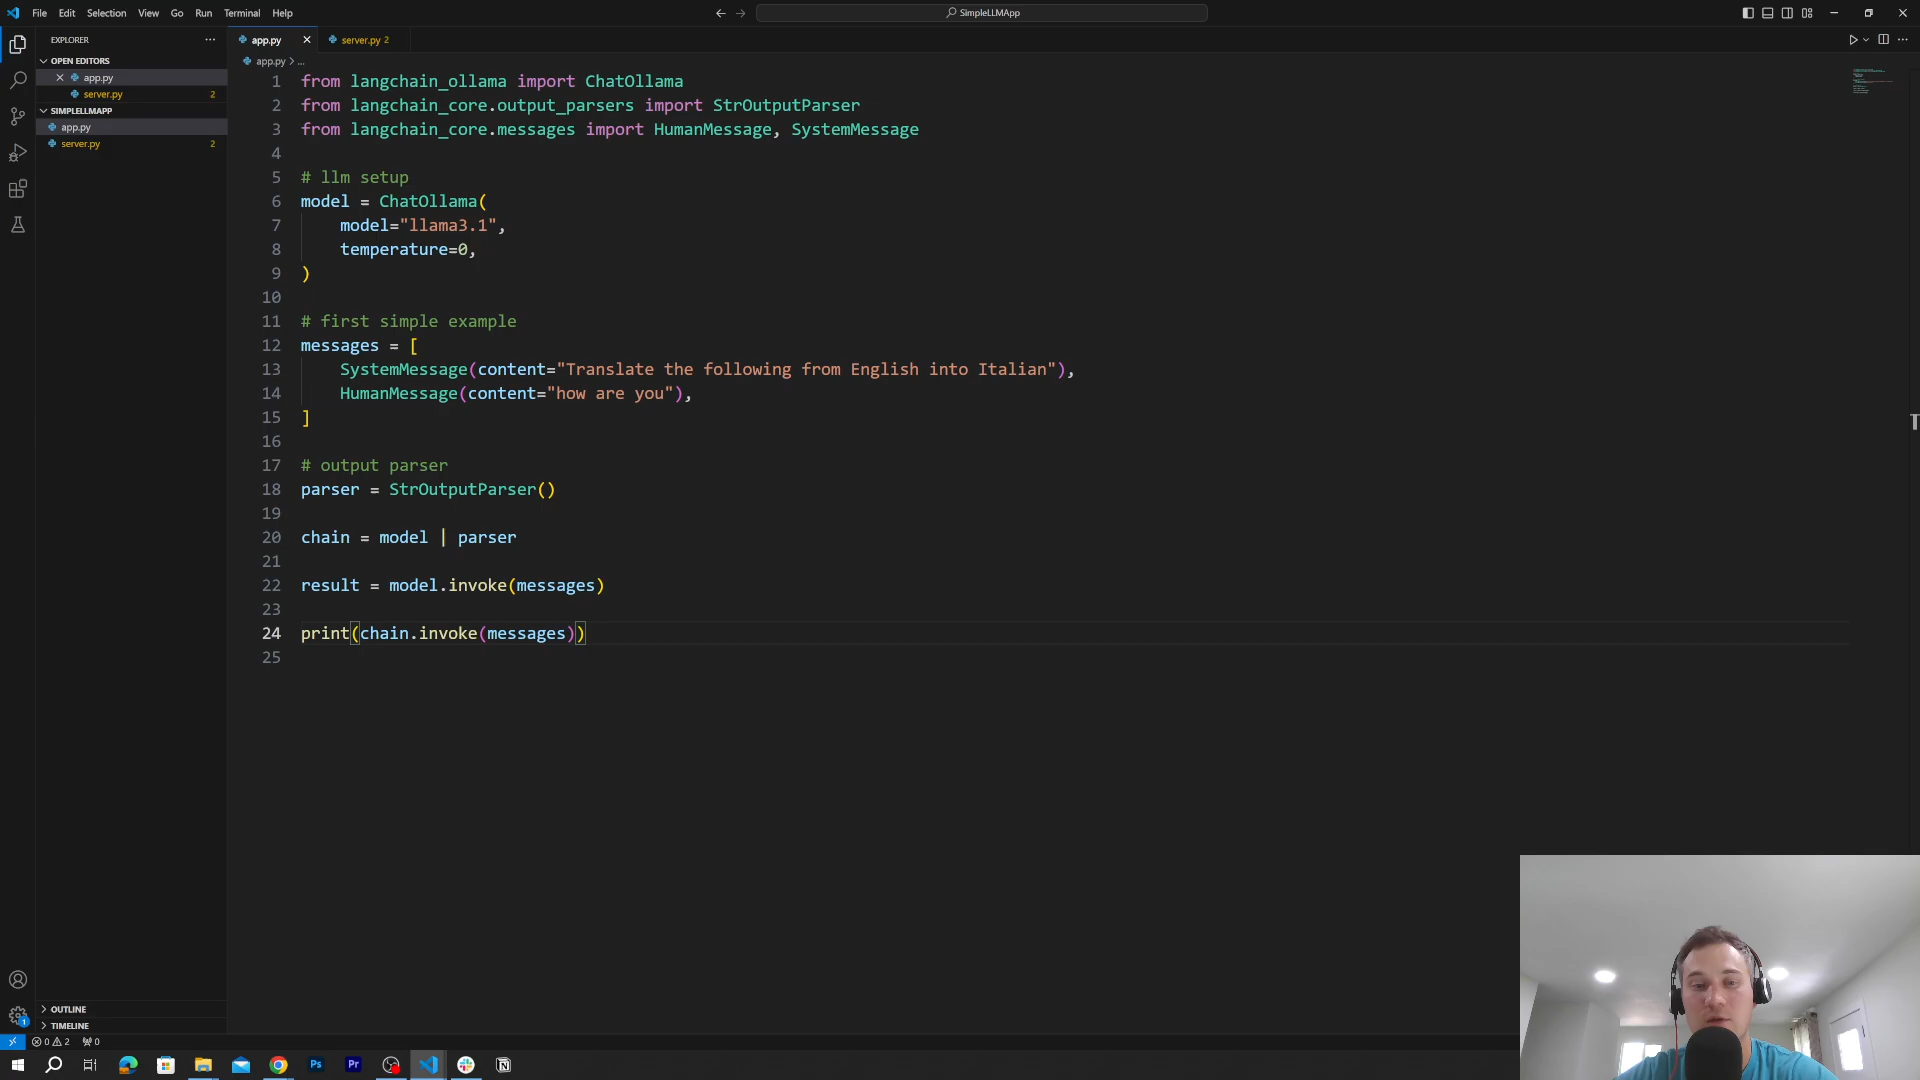 File Edit Selection View Go Run Terminal Help
SimpleLLMApp
EXPLORER
OPEN EDITORS
app.py
server.py 2
SIMPLELLMAPP
app.py
server.py 2
OUTLINE
TIMELINE
app.py
server.py 2
app.py > ...
1 from langchain_ollama import ChatOllama
2 from langchain_core.output_parsers import StrOutputParser
3 from langchain_core.messages import HumanMessage, SystemMessage
4
5 # llm setup
6 model = ChatOllama(
7 model="llama3.1",
8 temperature=0,
9 )
10
11 # first simple example
12 messages = [
13 SystemMessage(content="Translate the following from English into Italian"),
14 HumanMessage(content="how are you"),
15 ]
16
17 # output parser
18 parser = StrOutputParser()
19
20 chain = model | parser
21
22 result = model.invoke(messages)
23
24 print(chain.invoke(messages))
25
1
0 2 0
Ps Pr